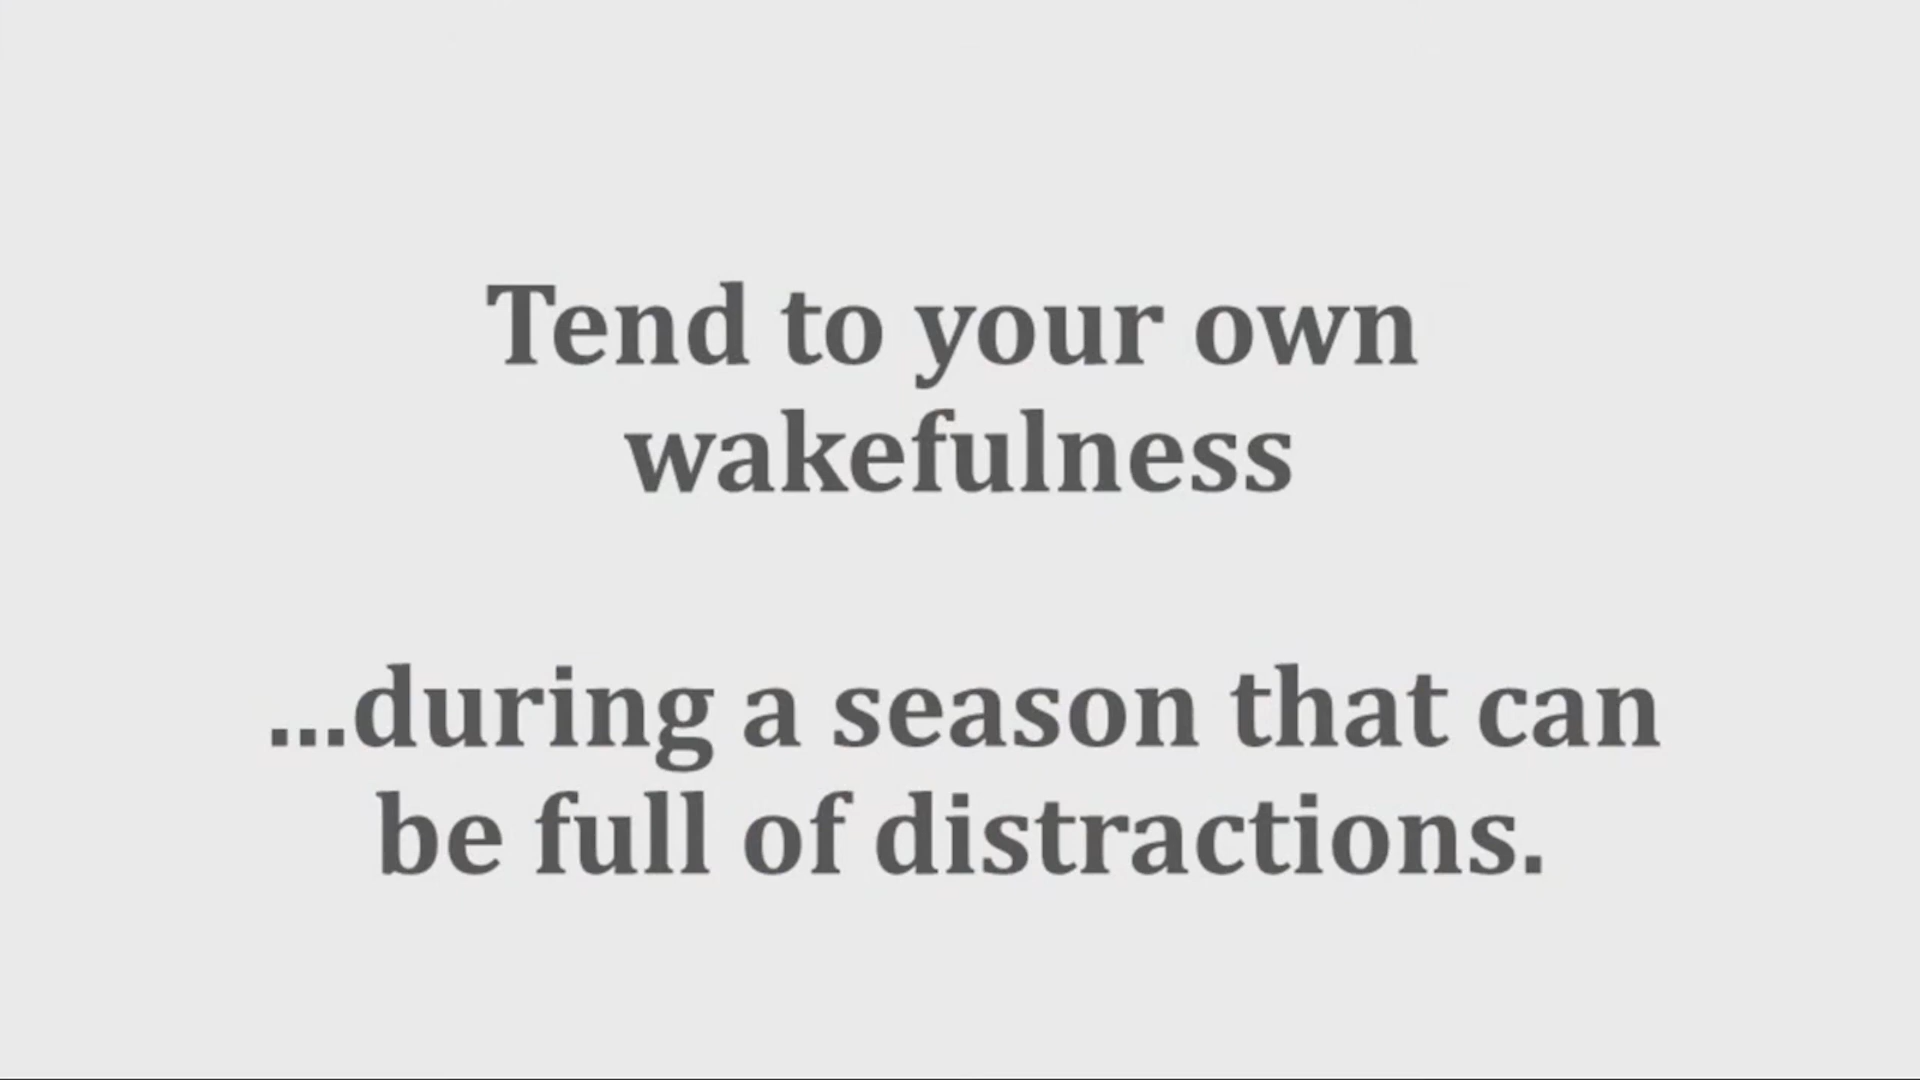 Tend to your own
wakefulness
...during a season that can
be full of distractions.